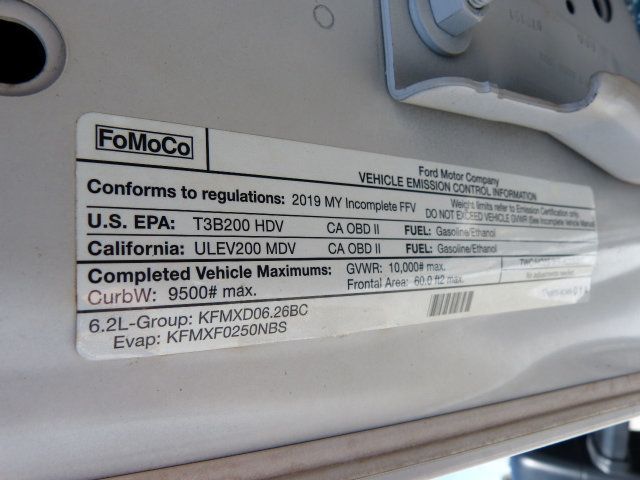 FoMoCo
Ford Motor Company
VEHICLE EMISSION CONTROL INFORMATION
Conforms to regulations: 2019 MY Incomplete FFV
Weight limits refer to Emission Certification only.
DO NOT EXCEED VEHICLE GVWR (See Incomplete Vehicle Manual
U.S. EPA: T3B200 HDV CA OBD II FUEL: Gasoline/Ethanol
California: ULEV200 MDV CA OBD II FUEL: Gasoline/Ethanol
Completed Vehicle Maximums: GVWR: 10,000# max.
CurbW: 9500# max. Frontal Area: 60.0 ft2 max.
No adjustments needed.
6.2L-Group: KFMXD06.26BC
Evap: KFMXF0250NBS